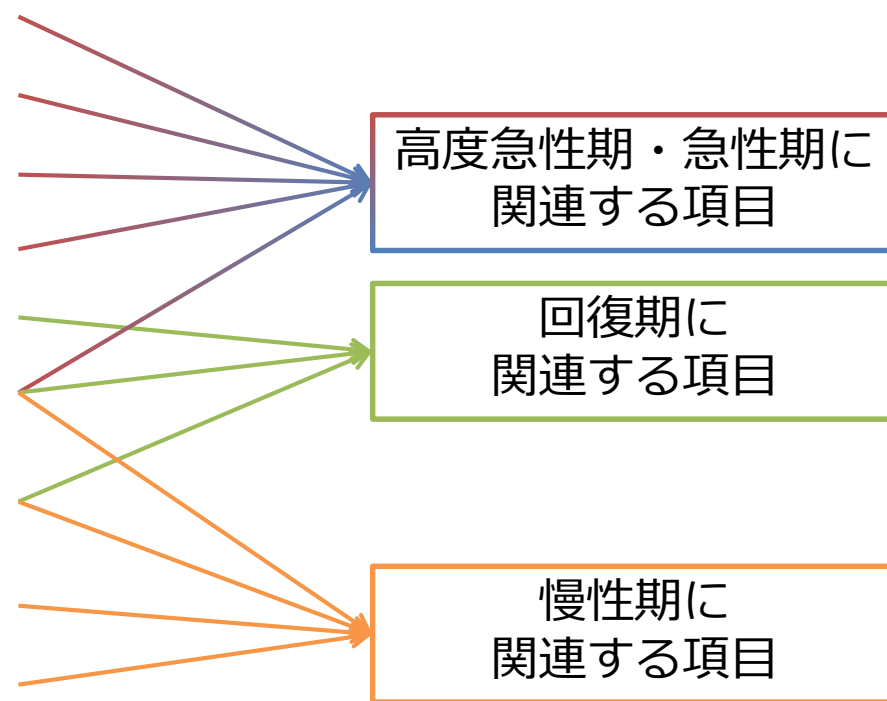 高度急性期・急性期に
関連する項目
回復期に
関連する項目
慢性期に
関連する項目